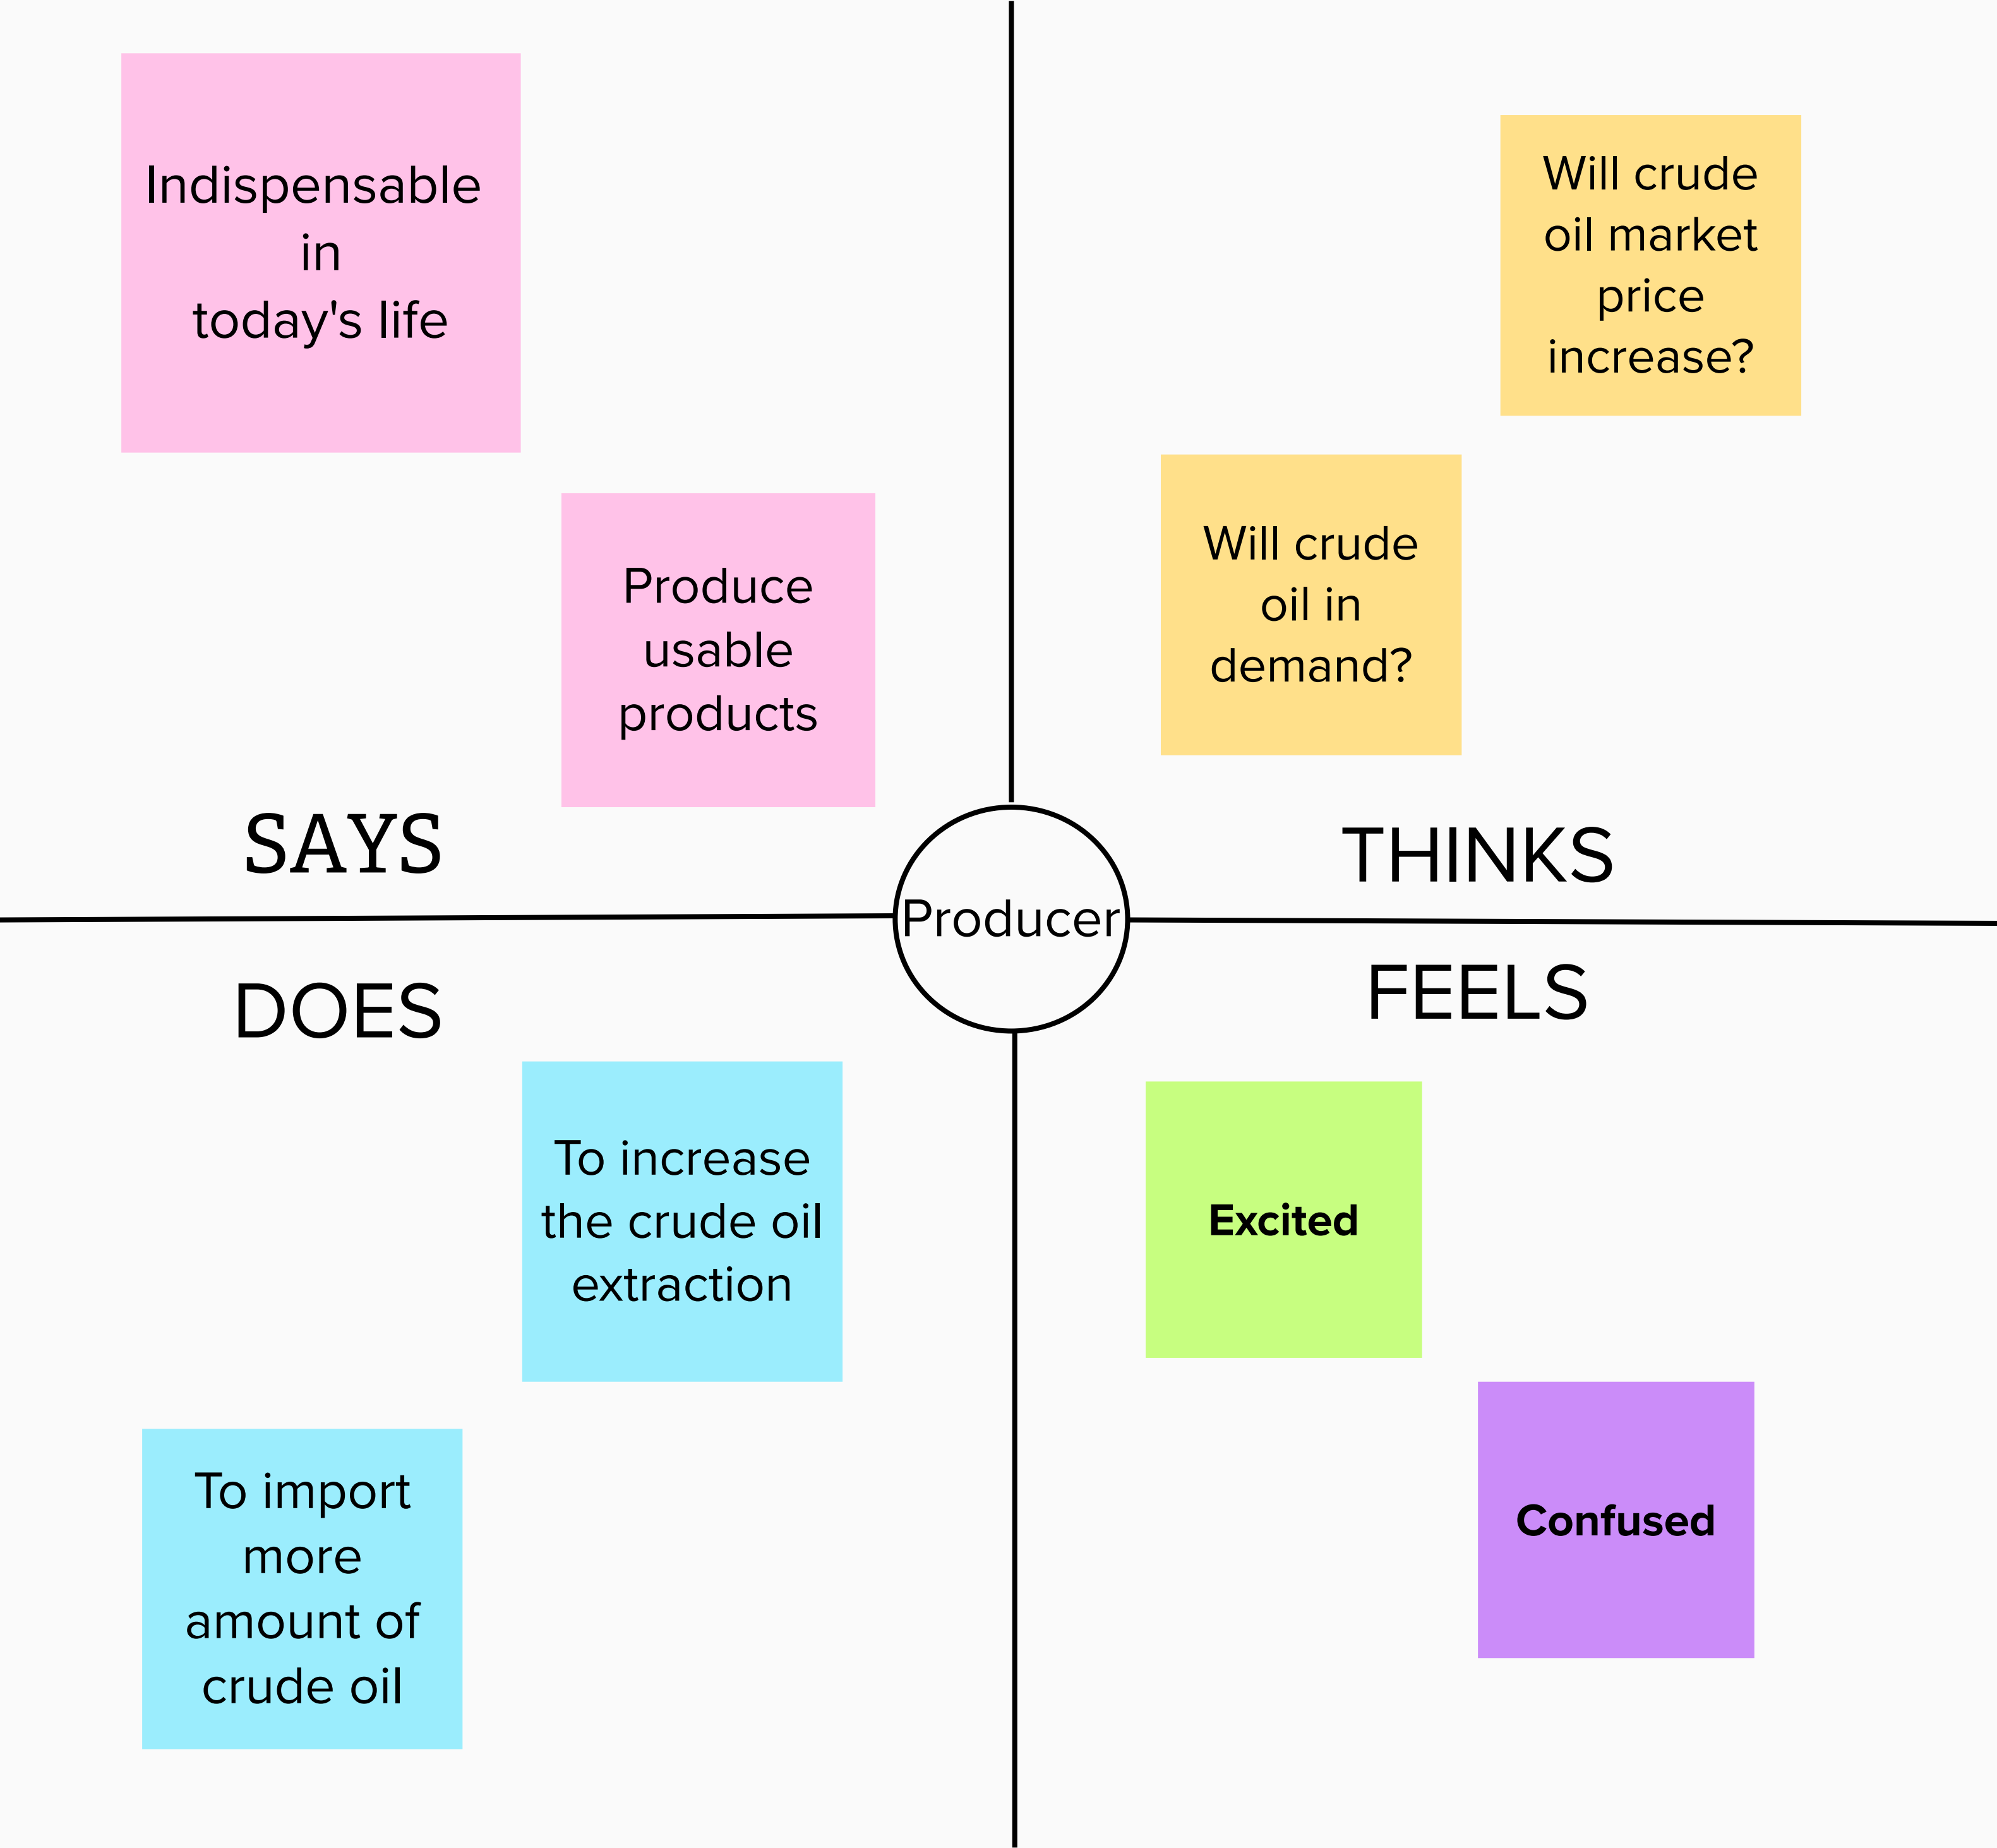 Indispensable
in
today's life
Produce
usable
products
SAYS
Will crude
oil market
price
increase?
Will crude
oil in
demand?
THINKS
Producer
DOES
To increase
the crude oil
extraction
To import
more
amount of
crude oil
FEELS
Excited
Confused